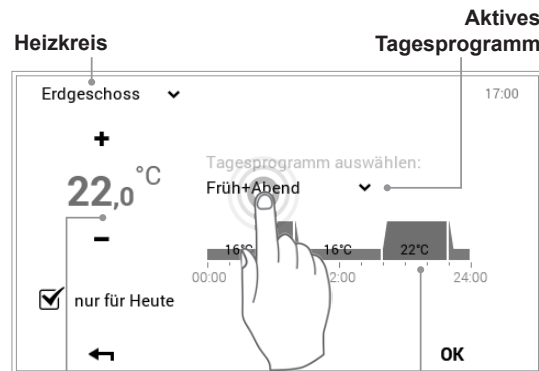 Heizkreis
Aktives
Tagesprogramm
Erdgeschoss
17:00
+
22,0°C
–
Tagesprogramm auswählen:
Früh+Abend
16°C 16°C 22°C
00:00 2:00 24:00
nur für Heute
OK